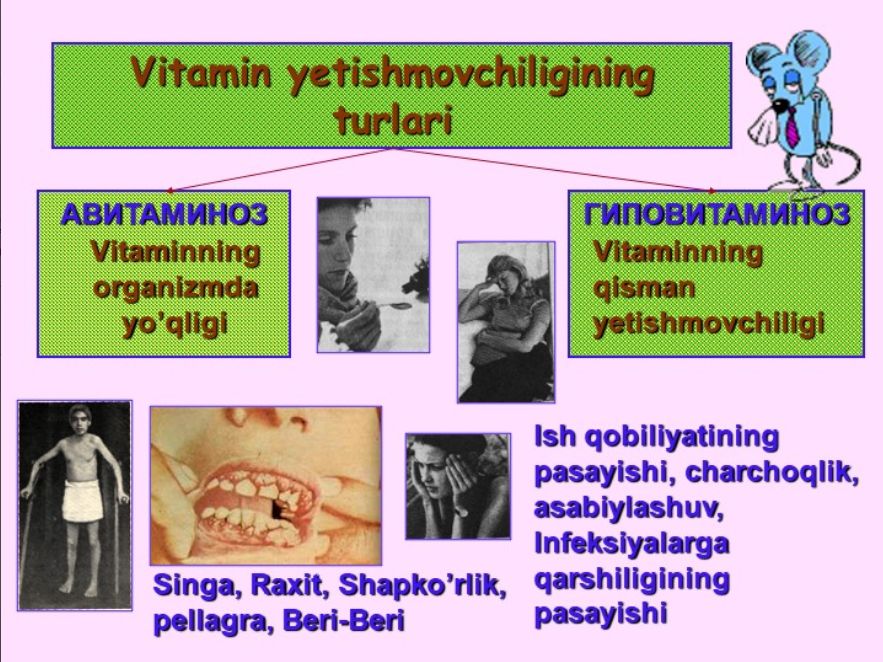 Vitamin yetishmovchiligining
turlari
АВИТАМИНОЗ
Vitaminning
organizmda
yo’qligi
ГИПОВИТАМИНОЗ
Vitaminning
qisman
yetishmovchiligi
Singa, Raxit, Shapko’rlik,
pellagra, Beri-Beri
Ish qobiliyatining
pasayishi, charchoqlik,
asabiylashuv,
Infeksiyalarga
qarshiligining
pasayishi